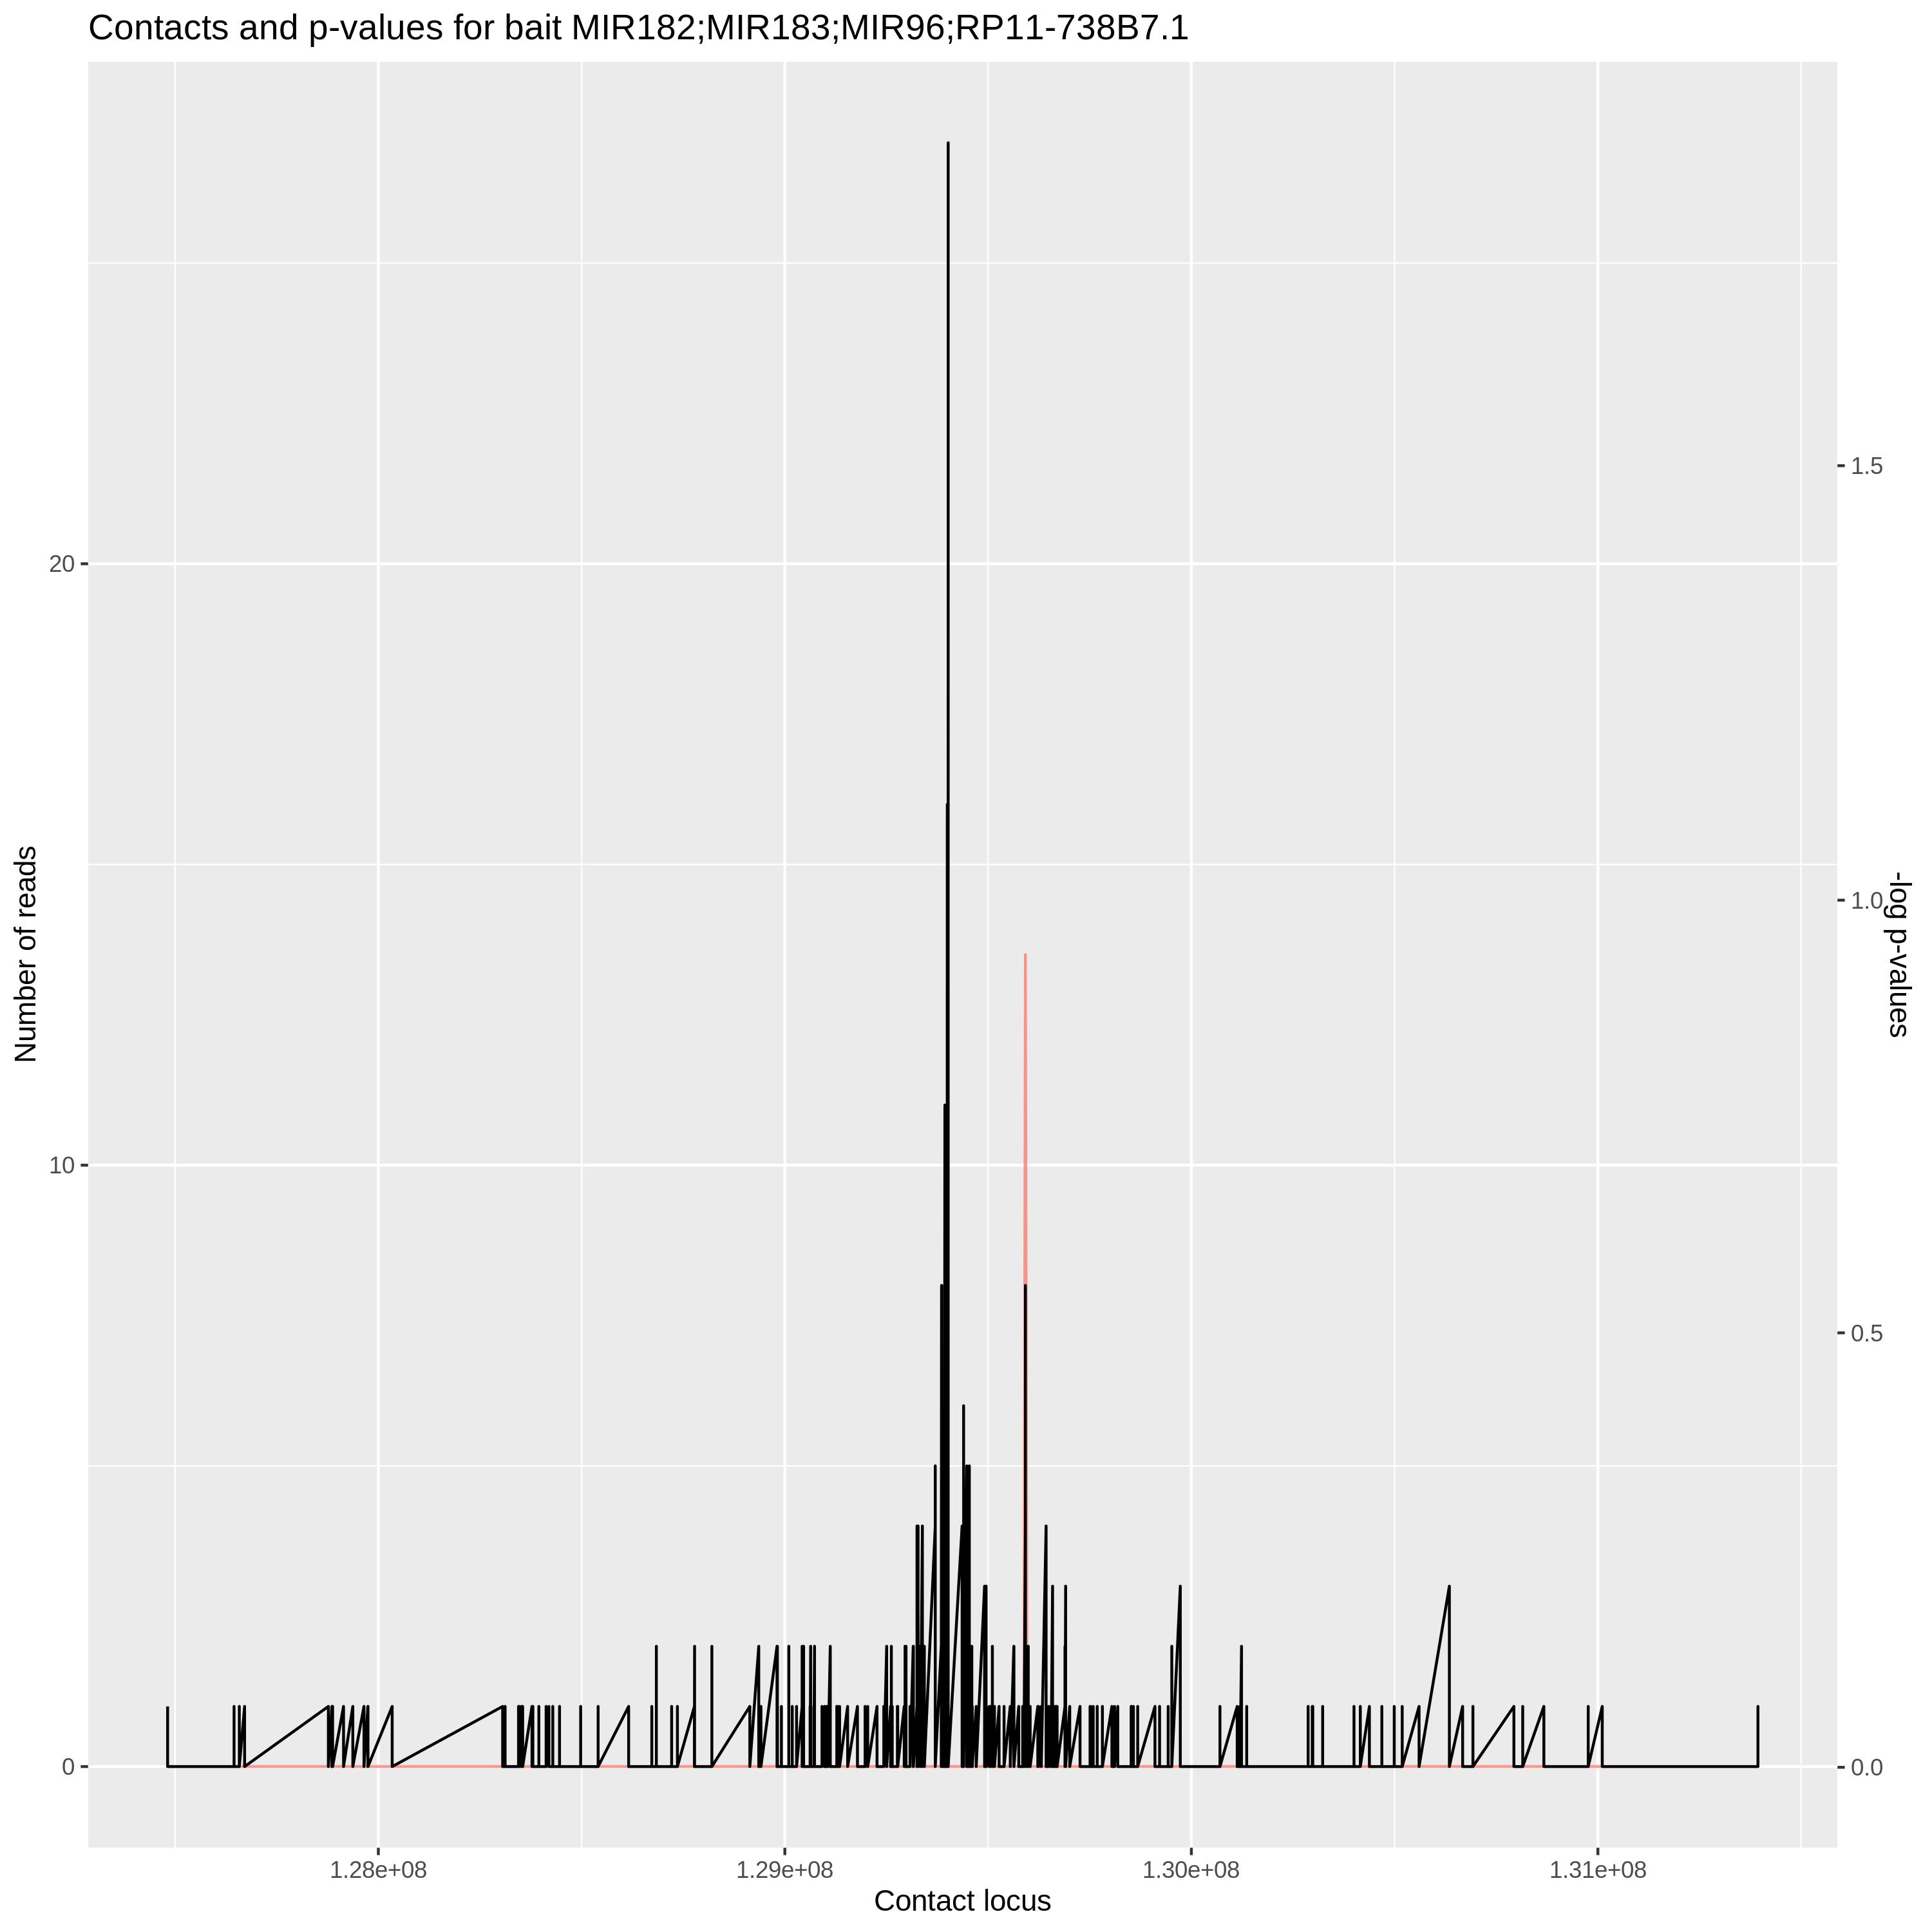 Contacts and p-values for bait MIR182;MIR183;MIR96;RP11-738B7.1
Number of reads
20
10
0
1.5
1.0
0.5
0.0
-log p-values
1.28e+08
1.29e+08
1.30e+08
1.31e+08
Contact locus